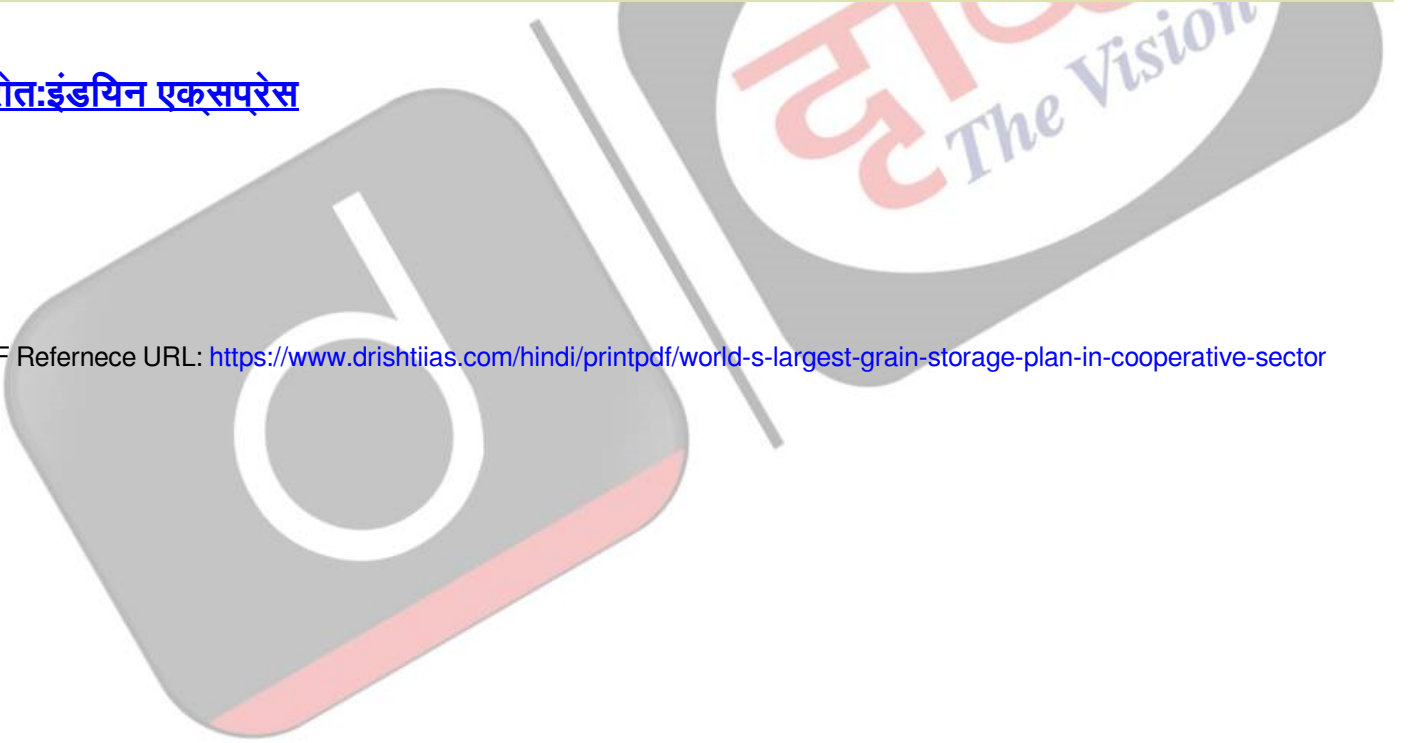 रोत:इंडयिन एक्‌सप्‌रेस
The Vision
F Refernece URL: https://www.drishtiias.com/hindi/printpdf/world-s-largest-grain-storage-plan-in-cooperative-sector